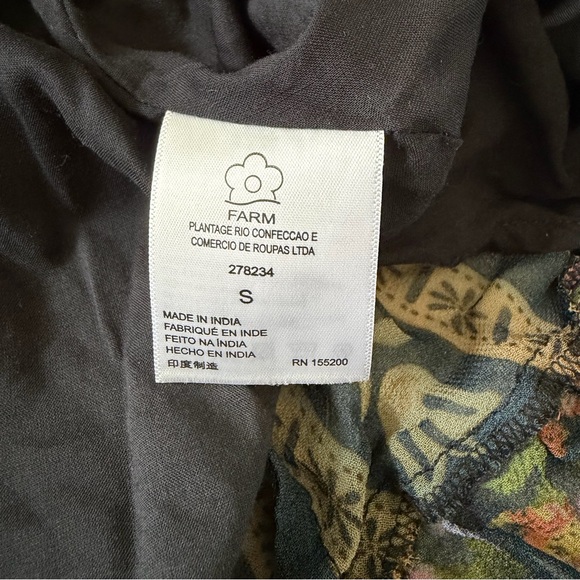 FARM
PLANTAGE RIO CONFECCAO E
COMERCIO DE ROUPAS LTDA
278234
S
MADE IN INDIA
FABRIQUÉ EN INDE
FEITO NA ÍNDIA
HECHO EN INDIA
印度制造
RN 155200